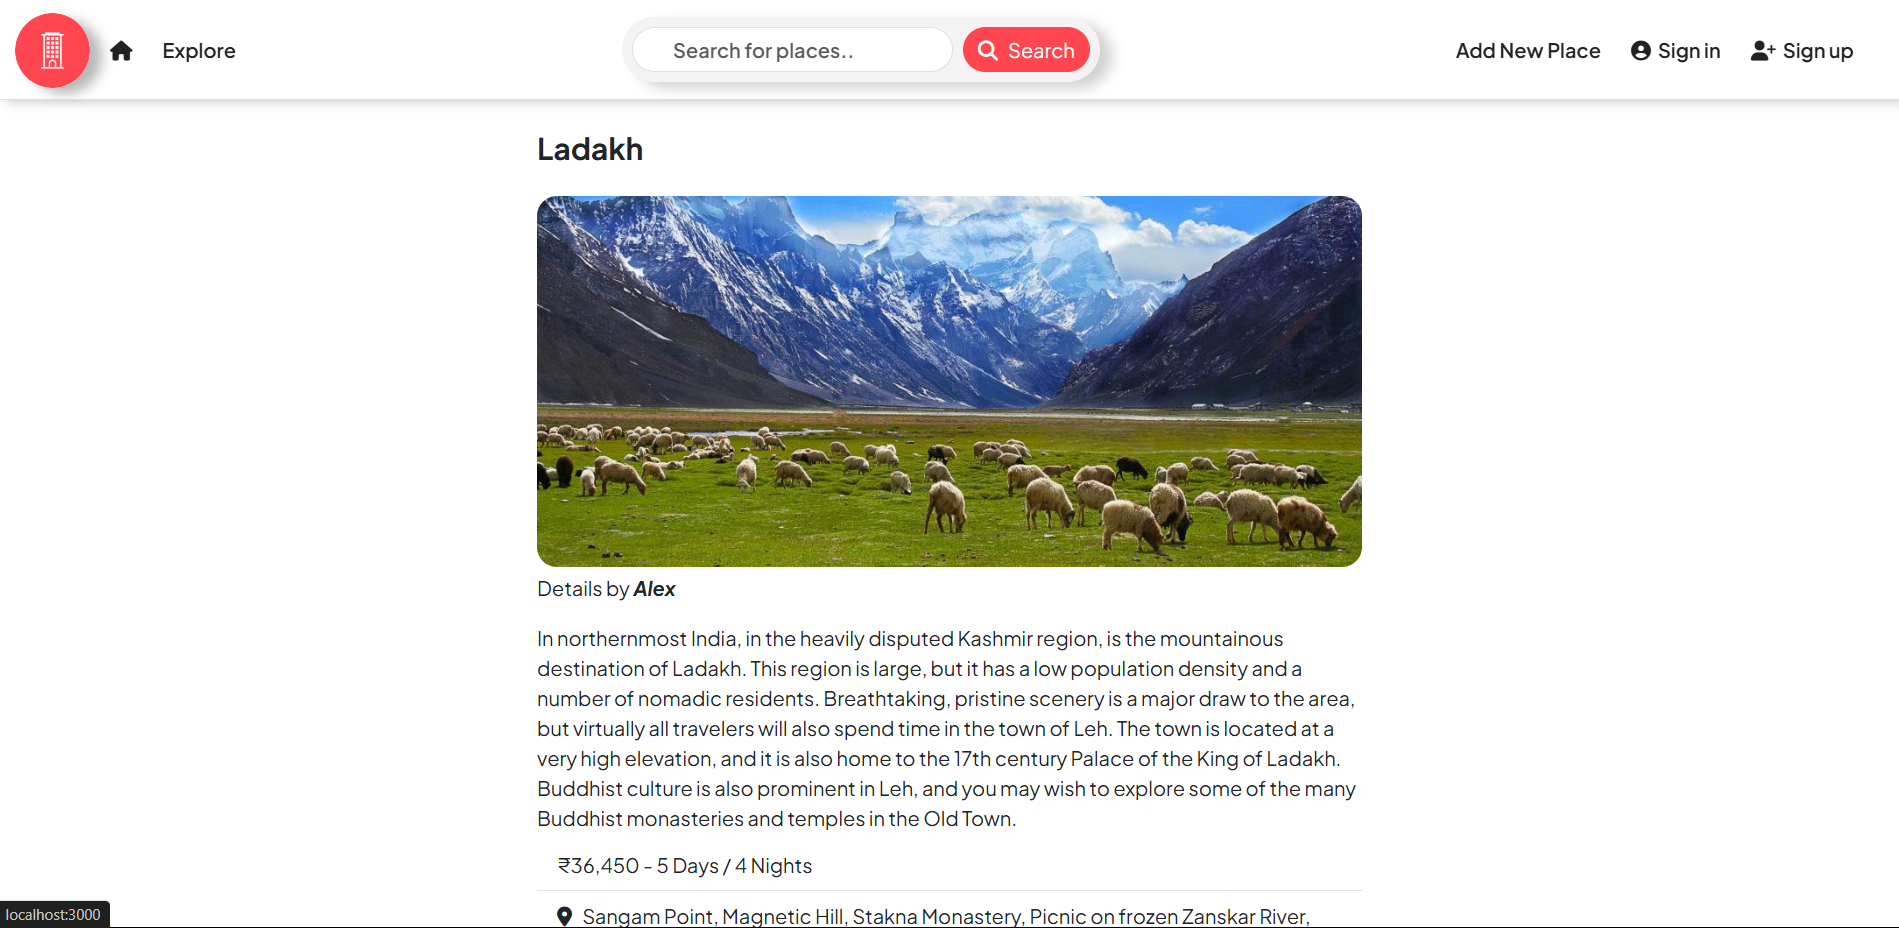 Explore
Search for places..
Search
Add New Place
Sign in
Sign up
Ladakh
Details by Alex
In northernmost India, in the heavily disputed Kashmir region, is the mountainous
destination of Ladakh. This region is large, but it has a low population density and a
number of nomadic residents. Breathtaking, pristine scenery is a major draw to the area,
but virtually all travelers will also spend time in the town of Leh. The town is located at a
very high elevation, and it is also home to the 17th century Palace of the King of Ladakh.
Buddhist culture is also prominent in Leh, and you may wish to explore some of the many
Buddhist monasteries and temples in the Old Town.
₹36,450 - 5 Days / 4 Nights
Sangam Point, Magnetic Hill, Stakna Monastery, Picnic on frozen Zanskar River,
localhost:3000